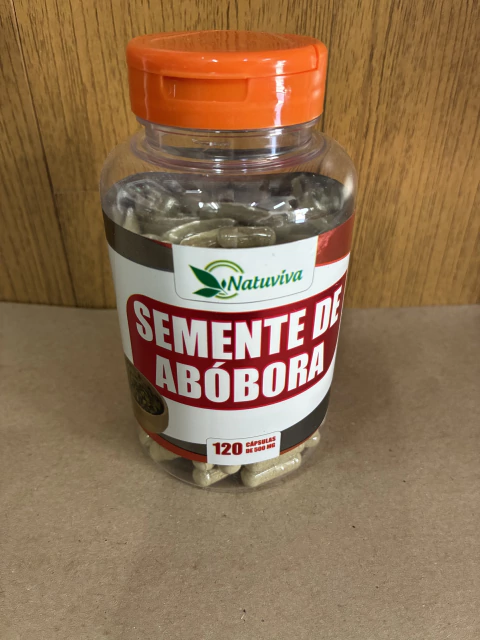 Natuviva
SEMENTE DE
ABÓBORA
120 CÁPSULAS
DE 500 MG